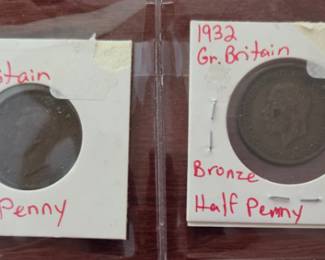 tain
Penny
1932
Gr. Britain
Bronze
Half Penny